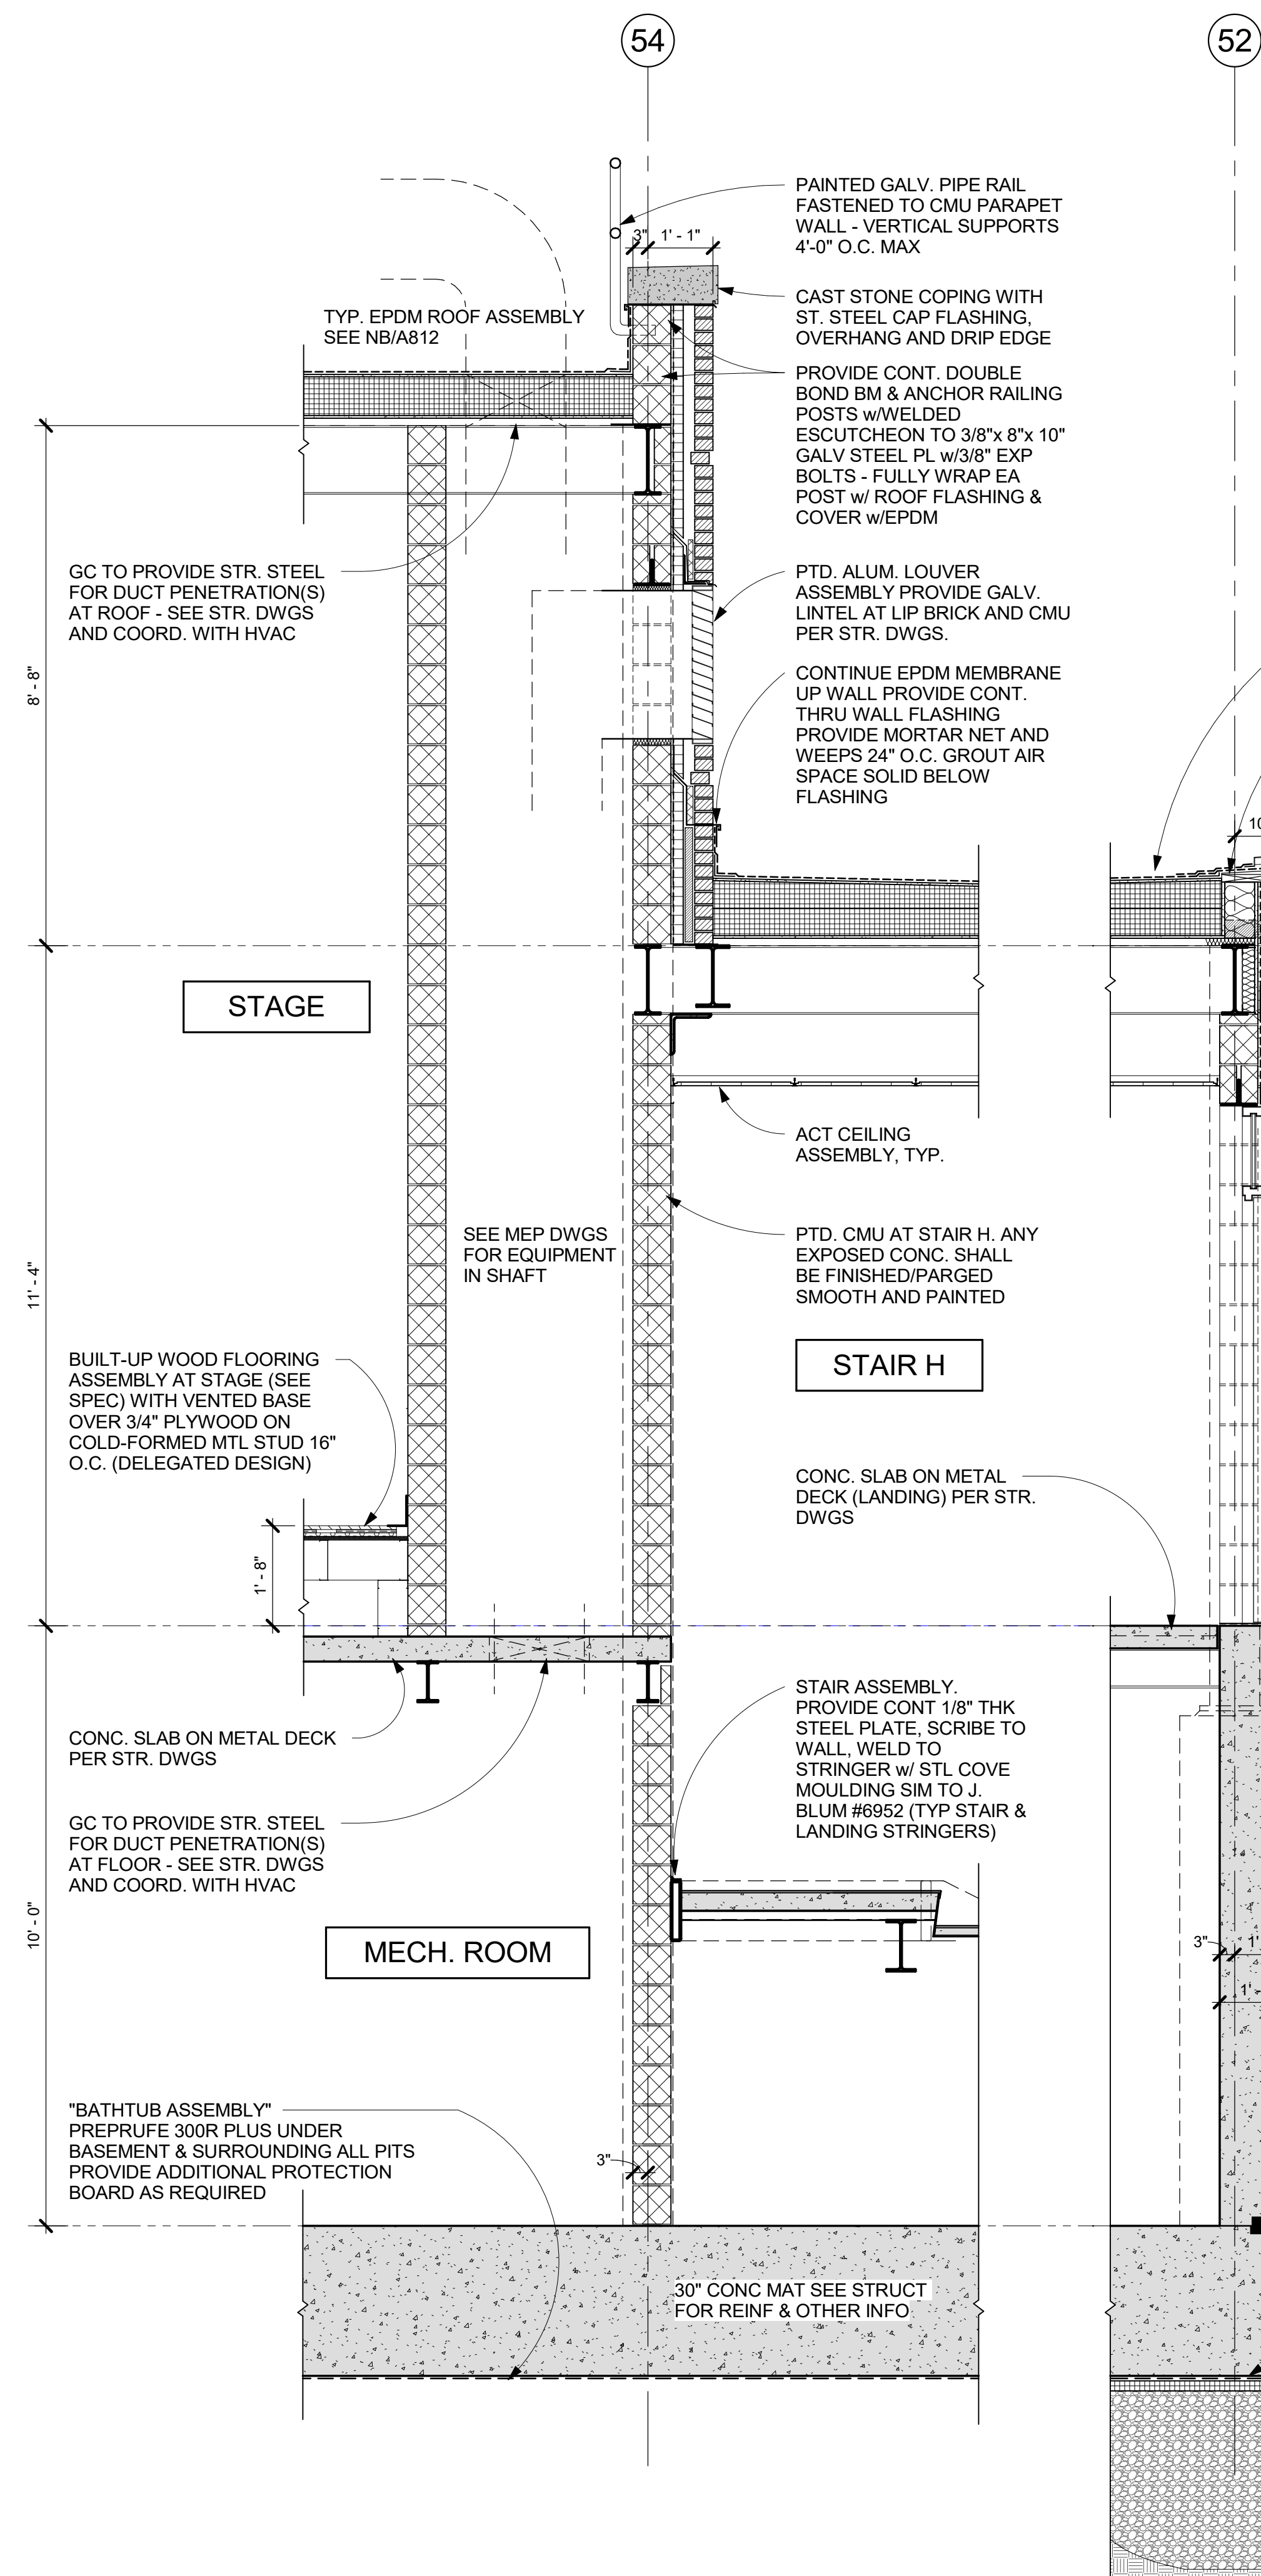 54
52
PAINTED GALV. PIPE RAIL
FASTENED TO CMU PARAPET
WALL - VERTICAL SUPPORTS
4'-0" O.C. MAX
3"
1' - 1"
CAST STONE COPING WITH
ST. STEEL CAP FLASHING,
OVERHANG AND DRIP EDGE
TYP. EPDM ROOF ASSEMBLY
SEE NB/A812
PROVIDE CONT. DOUBLE
BOND BM & ANCHOR RAILING
POSTS w/WELDED
ESCUTCHEON TO 3/8"x 8"x 10"
GALV STEEL PL w/3/8" EXP
BOLTS - FULLY WRAP EA
POST w/ ROOF FLASHING &
COVER w/EPDM
GC TO PROVIDE STR. STEEL
FOR DUCT PENETRATION(S)
AT ROOF - SEE STR. DWGS
AND COORD. WITH HVAC
PTD. ALUM. LOUVER
ASSEMBLY PROVIDE GALV.
LINTEL AT LIP BRICK AND CMU
PER STR. DWGS.
8' - 8"
CONTINUE EPDM MEMBRANE
UP WALL PROVIDE CONT.
THRU WALL FLASHING
PROVIDE MORTAR NET AND
WEEPS 24" O.C. GROUT AIR
SPACE SOLID BELOW
FLASHING
10
STAGE
ACT CEILING
ASSEMBLY, TYP.
SEE MEP DWGS
FOR EQUIPMENT
IN SHAFT
PTD. CMU AT STAIR H. ANY
EXPOSED CONC. SHALL
BE FINISHED/PARGED
SMOOTH AND PAINTED
11' - 4"
STAIR H
BUILT-UP WOOD FLOORING
ASSEMBLY AT STAGE (SEE
SPEC) WITH VENTED BASE
OVER 3/4" PLYWOOD ON
COLD-FORMED MTL STUD 16"
O.C. (DELEGATED DESIGN)
CONC. SLAB ON METAL
DECK (LANDING) PER STR.
DWGS
1' - 8"
CONC. SLAB ON METAL DECK
PER STR. DWGS
STAIR ASSEMBLY.
PROVIDE CONT 1/8" THK
STEEL PLATE, SCRIBE TO
WALL, WELD TO
STRINGER w/ STL COVE
MOULDING SIM TO J.
BLUM #6952 (TYP STAIR &
LANDING STRINGERS)
GC TO PROVIDE STR. STEEL
FOR DUCT PENETRATION(S)
AT FLOOR - SEE STR. DWGS
AND COORD. WITH HVAC
10' - 0"
MECH. ROOM
3"
1'
1' -
"BATHTUB ASSEMBLY"
PREPRUFE 300R PLUS UNDER
BASEMENT & SURROUNDING ALL PITS
PROVIDE ADDITIONAL PROTECTION
BOARD AS REQUIRED
3"
30" CONC MAT SEE STRUCT
FOR REINF & OTHER INFO